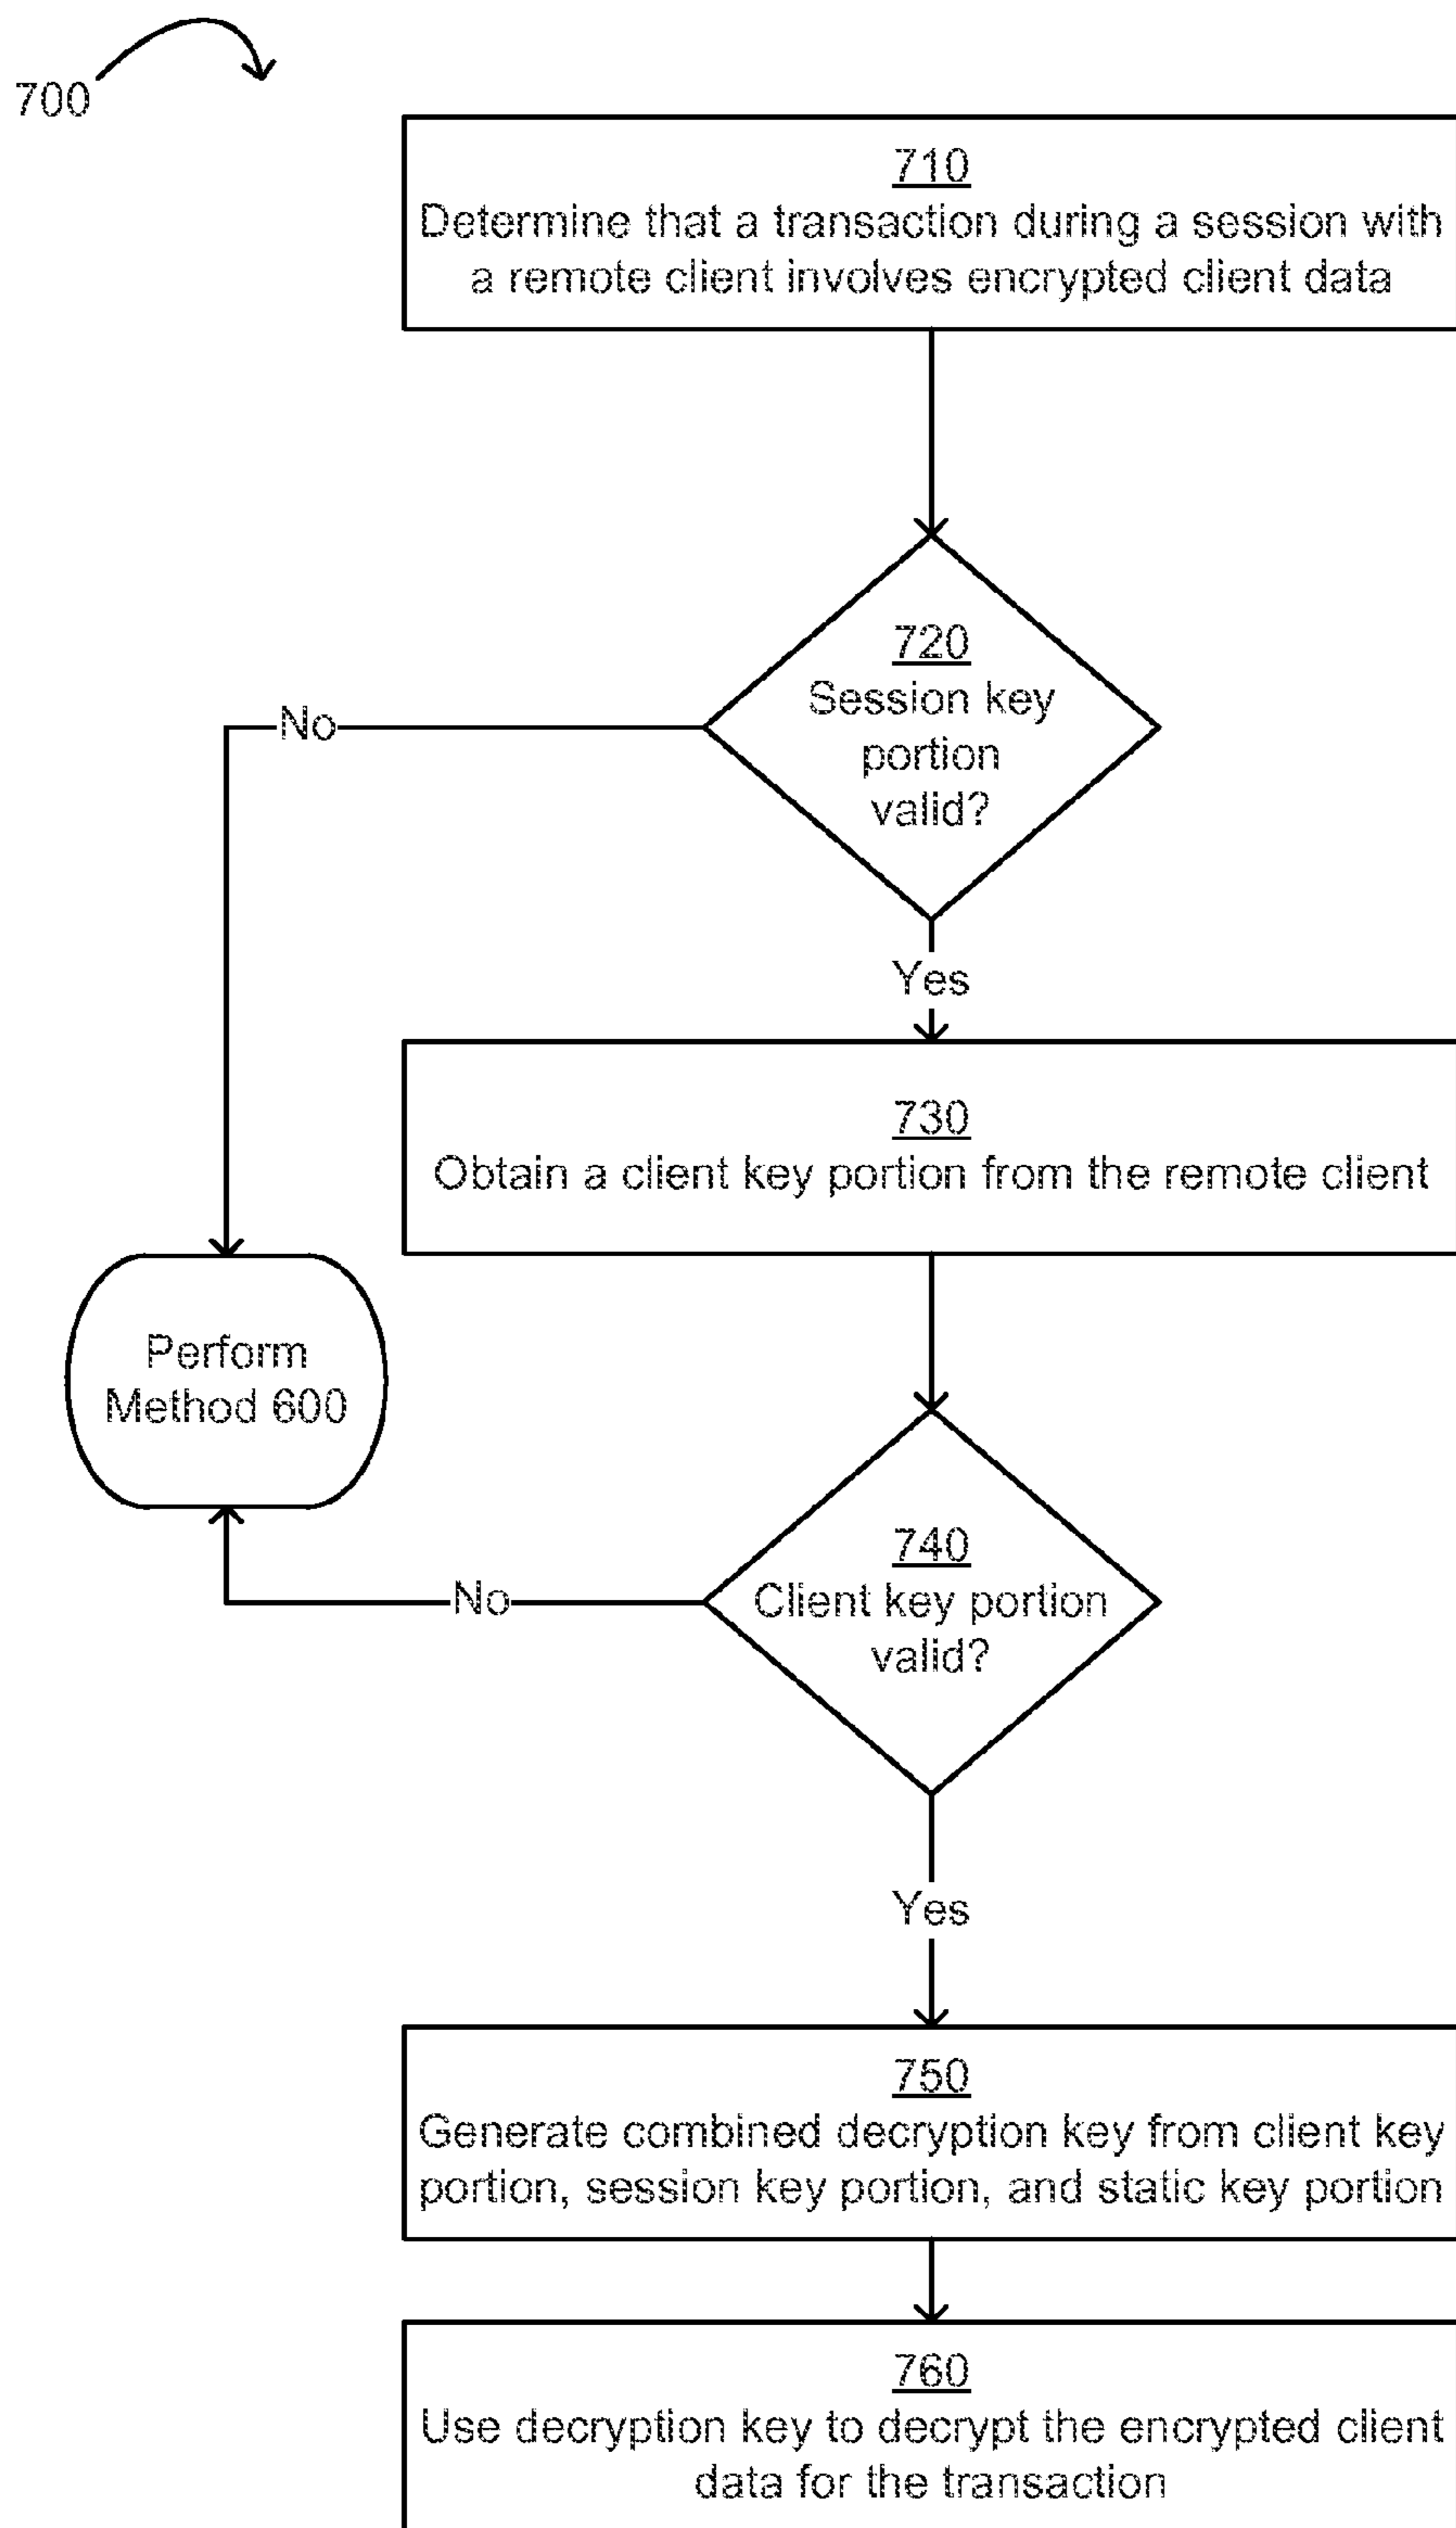 700
710
Determine that a transaction during a session with
a remote client involves encrypted client data
720
Session key
portion
valid?
No
Yes
730
Obtain a client key portion from the remote client
Perform
Method 600
740
Client key portion
valid?
No
Yes
750
Generate combined decryption key from client key
portion, session key portion, and static key portion
760
Use decryption key to decrypt the encrypted client
data for the transaction